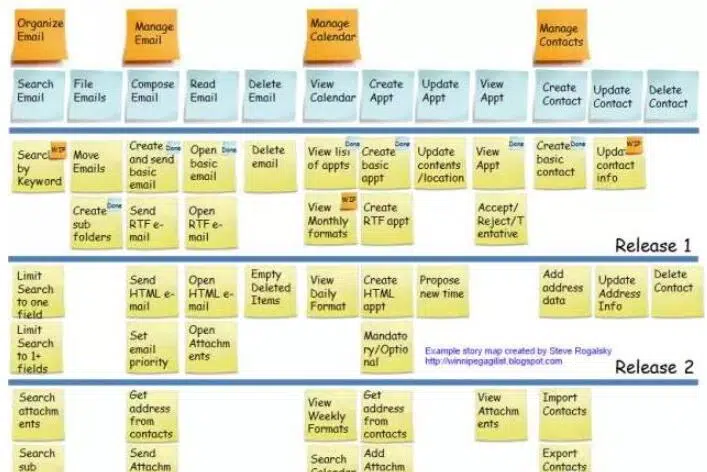 Organize
Email
Manage
Email
Manage
Calendar
Manage
Contacts
Search
Email
File
Emails
Compose
Email
Read
Email
Delete
Email
View
Calendar
Create
Appt
Update
Appt
View
Appt
Create
Contact
Update
Contact
Delete
Contact
Searc
by
Keyword
WIP
Move
Emails
Create
and send
basic
email
Done
Open
basic
email
Done
Delete
email
View list
of appts
Done
Create
basic
appt
Done
Update
contents
/location
View
Appt
Done
Create
basic
contact
Done
Upda
contact
info
WIP
Create
sub
folders
Done
Send
RTF e-
mail
Open
RTF e-
mail
View
Monthly
formats
WIP
Create
RTF appt
Accept/
Reject/T
entative
Release 1
Limit
Search
to one
field
Send
HTML e-
mail
Open
HTML e-
mail
Empty
Deleted
Items
View
Daily
Format
Create
HTML
appt
Propose
new time
Add
address
data
Update
Address
Info
Delete
Contact
Limit
Search
to 1+
fields
Set
email
priority
Open
Attachm
ents
Mandato
ry/Optio
nal
Example story map created by Steve Rogalsky
http://winnipegagilist.blogspot.com
Release 2
Search
attachm
ents
Get
address
from
contacts
View
Weekly
Formats
Get
address
from
contacts
View
Attachm
ents
Import
Contacts
Search
sub
Send
Attachm
Search
Calendar
Add
Attachm
Export
Contacts